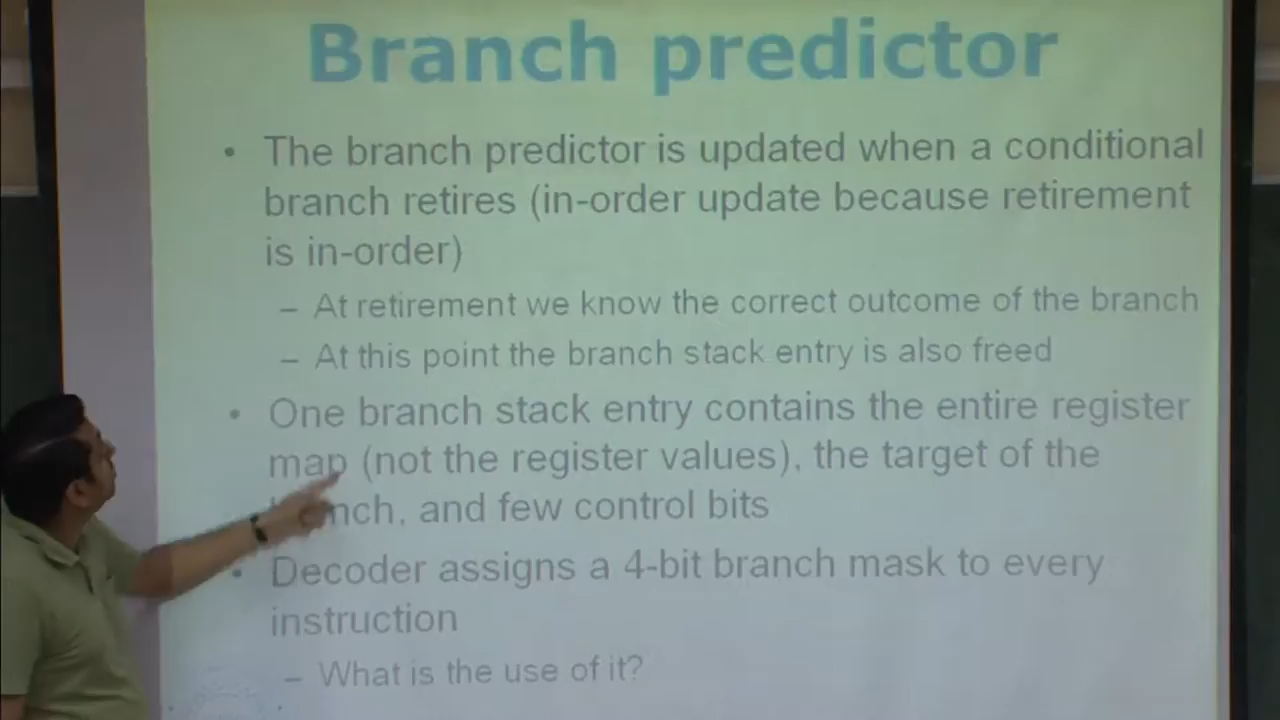 Branch predictor
• The branch predictor is updated when a conditional
branch retires (in-order update because retirement
is in-order)
– At retirement we know the correct outcome of the branch
– At this point the branch stack entry is also freed
• One branch stack entry contains the entire register
map (not the register values), the target of the
and few control bits
• Decoder assigns a 4-bit branch mask to every
instruction
– What is the use of it?